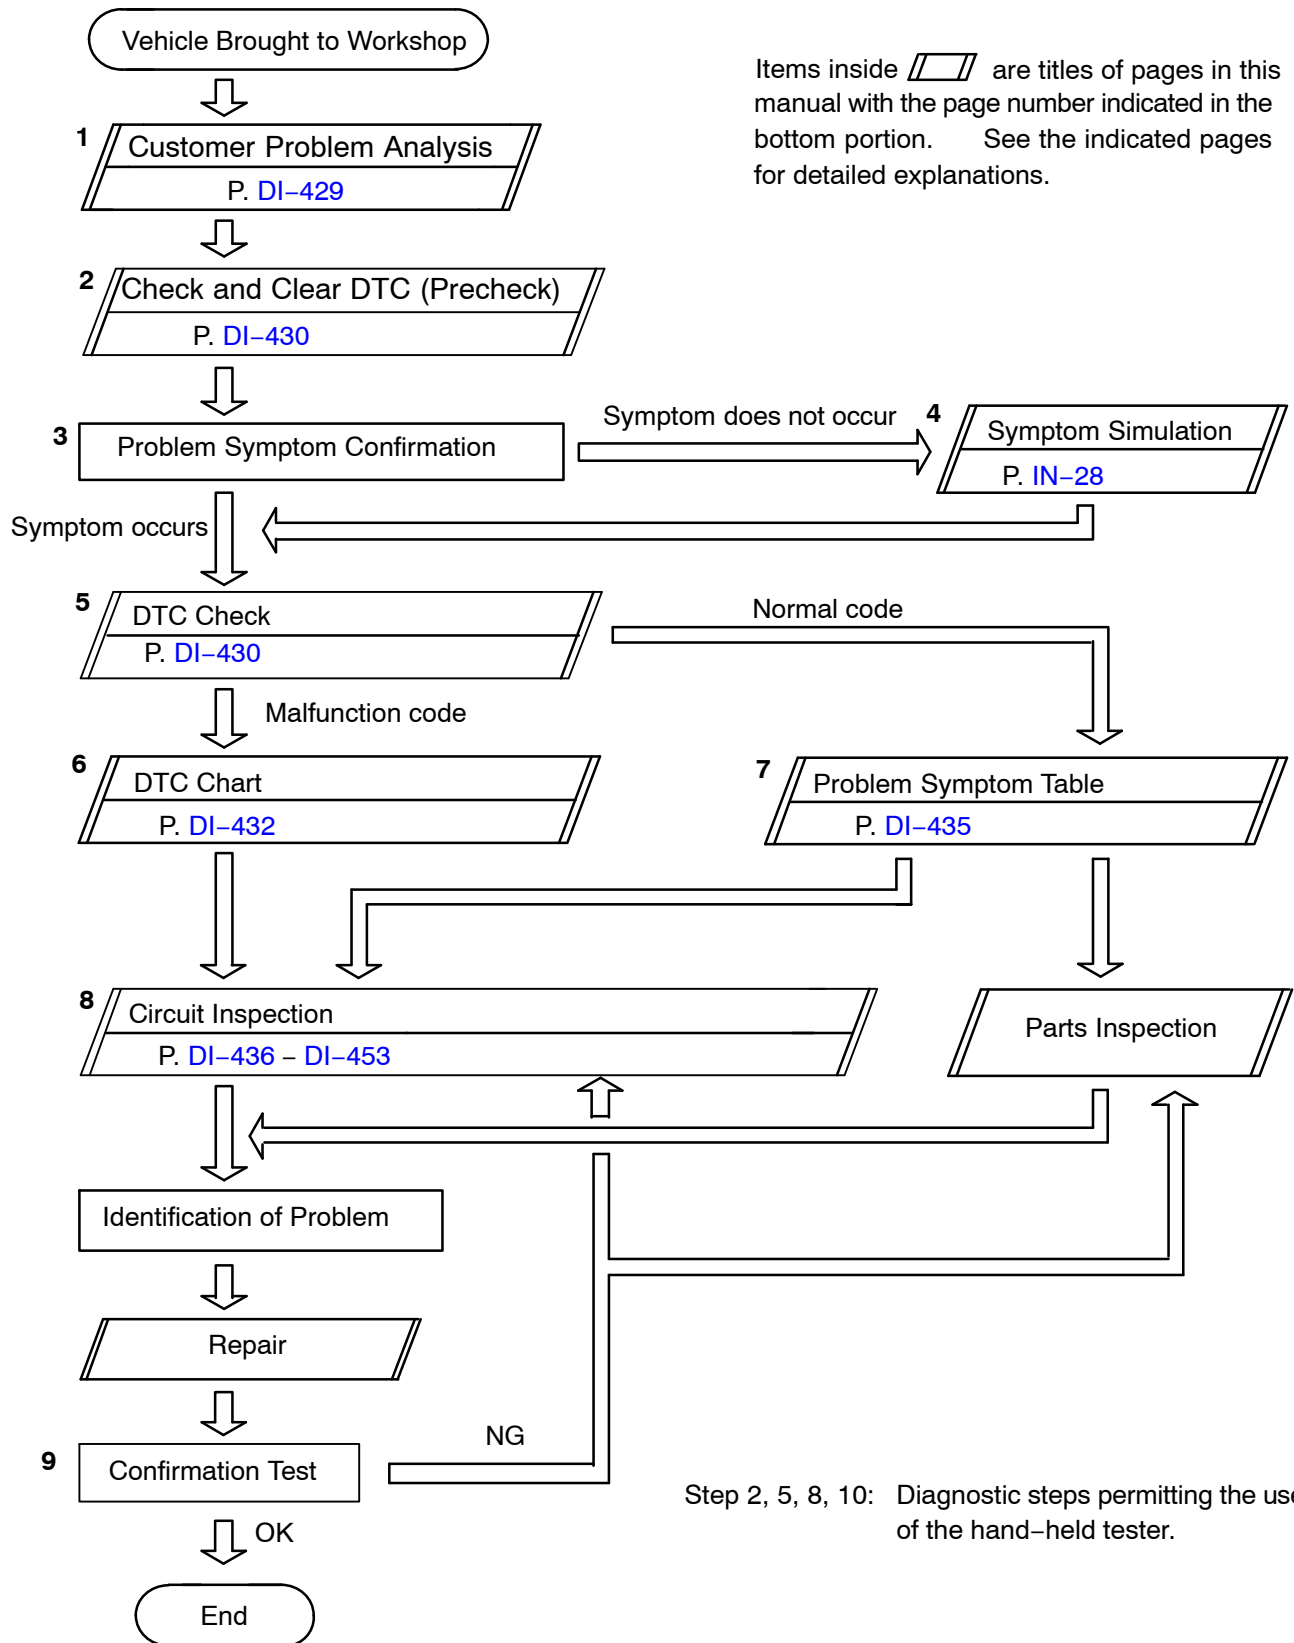 Vehicle Brought to Workshop
Items inside are titles of pages in this
manual with the page number indicated in the
bottom portion. See the indicated pages
for detailed explanations.
1
Customer Problem Analysis
P. DI–429
2
Check and Clear DTC (Precheck)
P. DI–430
3
Problem Symptom Confirmation
Symptom does not occur
4
Symptom Simulation
P. IN–28
Symptom occurs
5
DTC Check
P. DI–430
Normal code
Malfunction code
6
DTC Chart
P. DI–432
7
Problem Symptom Table
P. DI–435
8
Circuit Inspection
P. DI–436 – DI–453
Parts Inspection
Identification of Problem
Repair
9
Confirmation Test
NG
Step 2, 5, 8, 10: Diagnostic steps permitting the use
of the hand–held tester.
OK
End